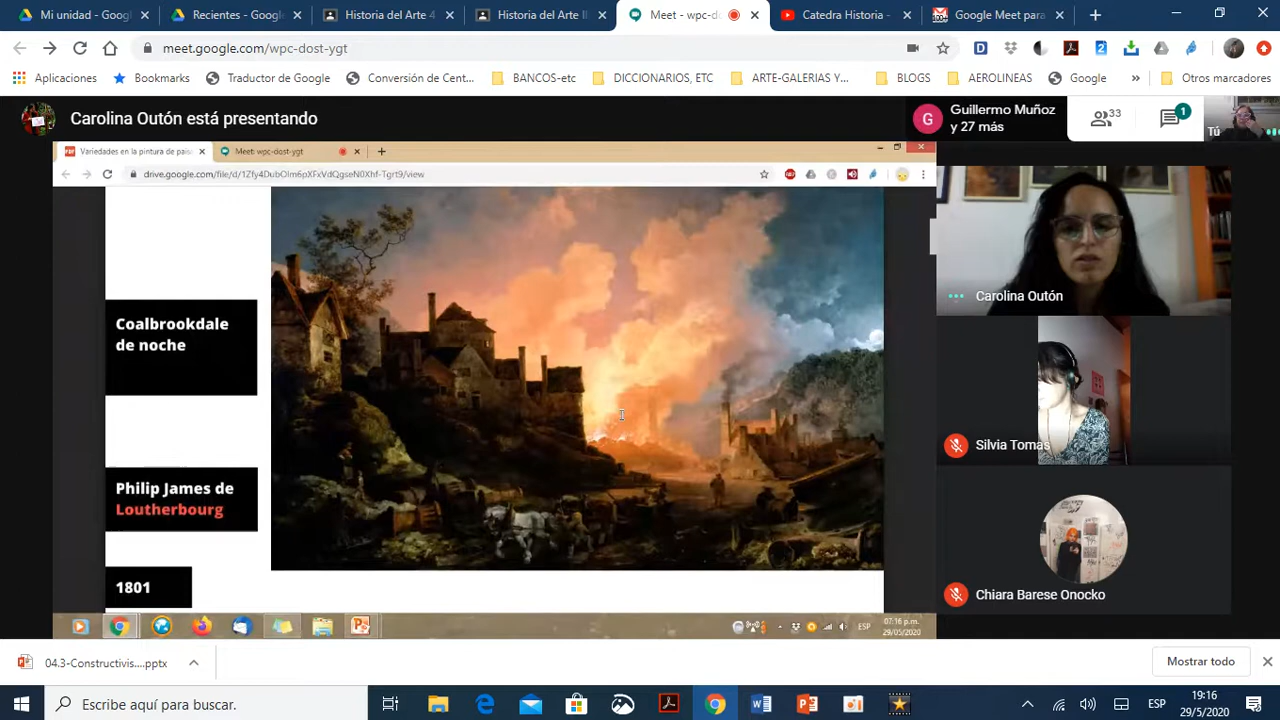 Mi unidad - Goog
Recientes - Googl
Historia del Arte 4
Historia del Arte II
Meet - wpc-do
Catedra Historia -
Google Meet para
meet.google.com/wpc-dost-ygt
Aplicaciones
Bookmarks
Traductor de Google
Conversión de Cent...
BANCOS-etc
DICCIONARIOS, ETC
ARTE-GALERIAS Y...
BLOGS
AEROLINEAS
Google
»
Otros marcadores
Carolina Outón está presentando
G
Guillermo Muñoz
y 27 más
33
1
Tú
Variedades en la pintura de pais
Meet: wpc-dost-ygt
drive.google.com/file/d/1Zfy4DubOIm6pXFxVdQgseN0Xhf-Tgrt9/view
Coalbrookdale
de noche
Philip James de
Loutherbourg
1801
Carolina Outón
Silvia Tomas
Chiara Barese Onocko
ESP
07:16 p.m.
29/05/2020
04.3-Constructivis....pptx
Mostrar todo
Escribe aquí para buscar.
ESP
19:16
29/5/2020